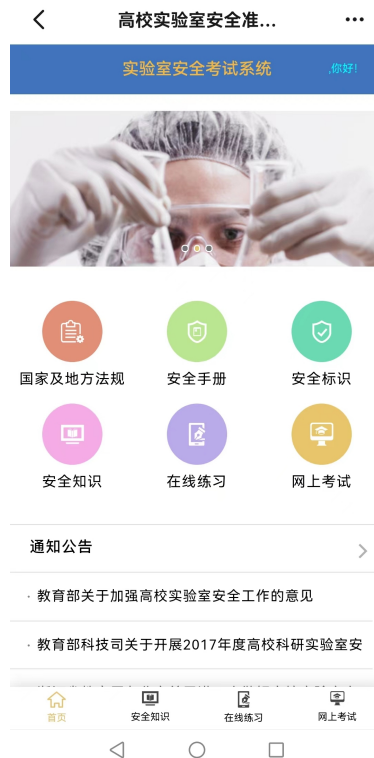 高校实验室安全准...
实验室安全考试系统
,你好!
国家及地方法规
安全手册
安全标识
安全知识
在线练习
网上考试
通知公告
· 教育部关于加强高校实验室安全工作的意见
· 教育部科技司关于开展2017年度高校科研实验室安
首页
安全知识
在线练习
网上考试